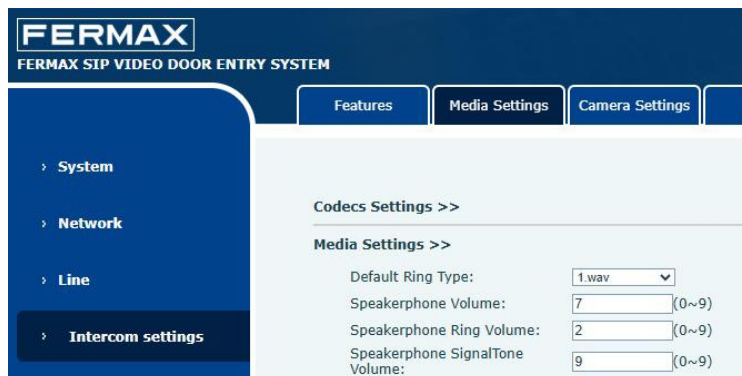 FERMAX
FERMAX SIP VIDEO DOOR ENTRY SYSTEM
Features
Media Settings
Camera Settings
› System
› Network
› Line
› Intercom settings
Codecs Settings >>
Media Settings >>
Default Ring Type: 1.wav
Speakerphone Volume: 7 (0~9)
Speakerphone Ring Volume: 2 (0~9)
Speakerphone SignalTone
Volume: 9 (0~9)